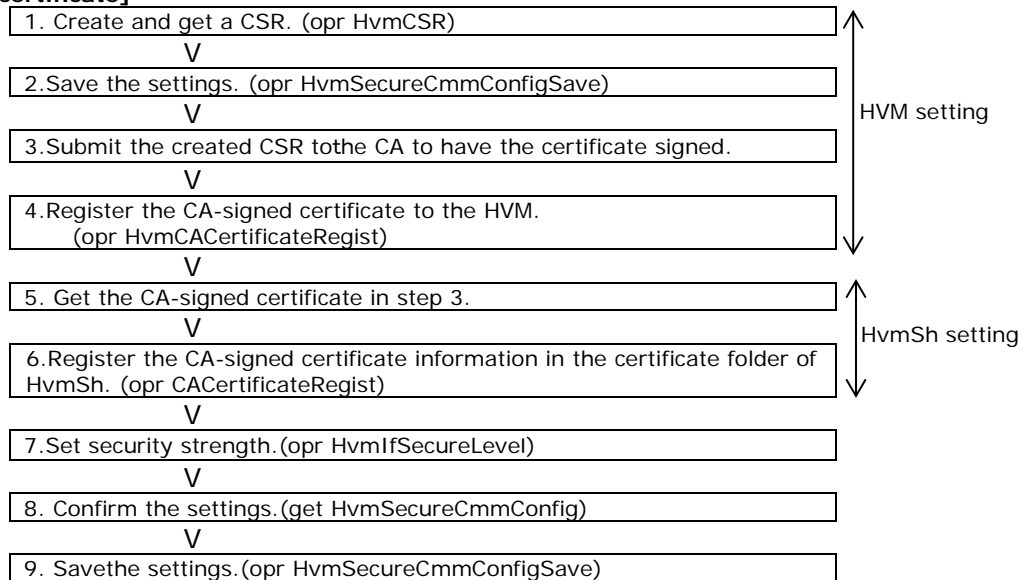 certificate]
1. Create and get a CSR. (opr HvmCSR)
V
2.Save the settings. (opr HvmSecureCmmConfigSave)
V
HVM setting
3.Submit the created CSR tothe CA to have the certificate signed.
V
4.Register the CA-signed certificate to the HVM.
(opr HvmCACertificateRegist)
V
5. Get the CA-signed certificate in step 3.
V
HvmSh setting
6.Register the CA-signed certificate information in the certificate folder of
HvmSh. (opr CACertificateRegist)
V
7.Set security strength.(opr HvmIfSecureLevel)
V
8. Confirm the settings.(get HvmSecureCmmConfig)
V
9. Savethe settings.(opr HvmSecureCmmConfigSave)